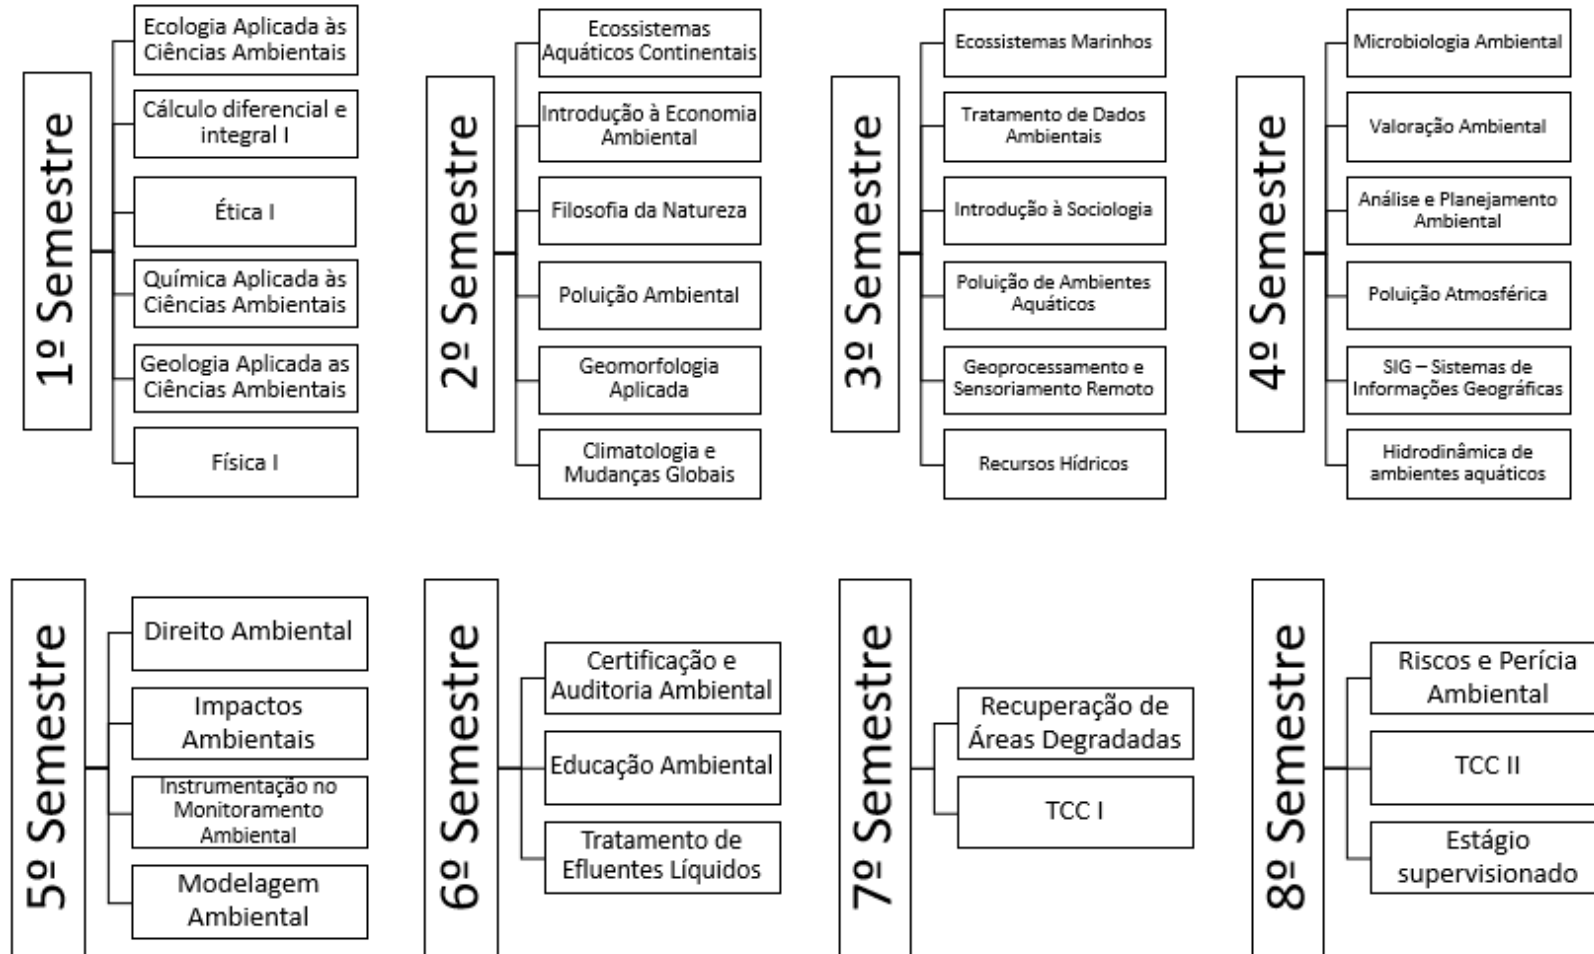 1º Semestre
Ecologia Aplicada às
Ciências Ambientais
Cálculo diferencial e
integral I
Ética I
Química Aplicada às
Ciências Ambientais
Geologia Aplicada as
Ciências Ambientais
Física I
2º Semestre
Ecossistemas
Aquáticos Continentais
Introdução à Economia
Ambiental
Filosofia da Natureza
Poluição Ambiental
Geomorfologia
Aplicada
Climatologia e
Mudanças Globais
3º Semestre
Ecossistemas Marinhos
Tratamento de Dados
Ambientais
Introdução à Sociologia
Poluição de Ambientes
Aquáticos
Geoprocessamento e
Sensoriamento Remoto
Recursos Hídricos
4º Semestre
Microbiologia Ambiental
Valoração Ambiental
Análise e Planejamento
Ambiental
Poluição Atmosférica
SIG – Sistemas de
Informações Geográficas
Hidrodinâmica de
ambientes aquáticos
5º Semestre
Direito Ambiental
Impactos
Ambientais
Instrumentação no
Monitoramento
Ambiental
Modelagem
Ambiental
6º Semestre
Certificação e
Auditoria Ambiental
Educação Ambiental
Tratamento de
Efluentes Líquidos
7º Semestre
Recuperação de
Áreas Degradadas
TCC I
8º Semestre
Riscos e Perícia
Ambiental
TCC II
Estágio
supervisionado